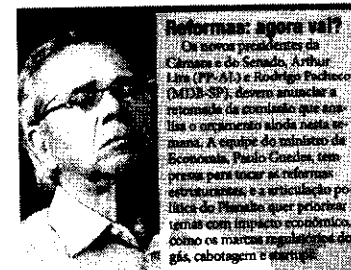 Reformas: agora vai?
Os novos presidentes da
Câmara e do Senado, Arthur
Lira (PP-AL) e Rodrigo Pacheco
(MDB-SP), devem anunciar a
retomada da comissão que ana-
lisa o orçamento ainda nesta se-
mana. A equipe do ministro da
Economia, Paulo Guedes, tem
pressa para tocar as reformas
estruturantes, e a articulação po-
lítica do Planalto quer priorizar
temas com impacto econômico,
como os marcos regulatórios do
gás, cabotagem e startups.